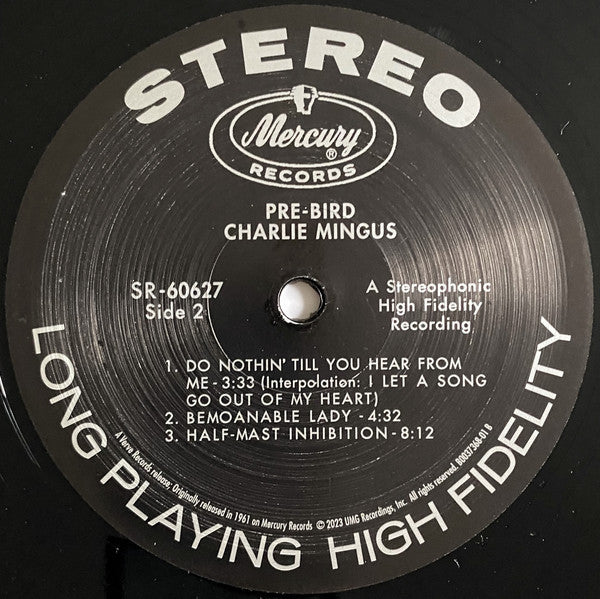 STEREO
Mercury
®
RECORDS
PRE-BIRD
CHARLIE MINGUS
SR-60627
Side 2
A Stereophonic
High Fidelity
Recording
1. DO NOTHIN' TILL YOU HEAR FROM
ME - 3:33 (Interpolation: I LET A SONG
GO OUT OF MY HEART)
2. BEMOANABLE LADY - 4:32
3. HALF-MAST INHIBITION - 8:12
A Verve Records release; Originally released in 1961 on Mercury Records © 2023 UMG Recordings, Inc. All rights reserved. B0037368-01 B
LONG PLAYING HIGH FIDELITY